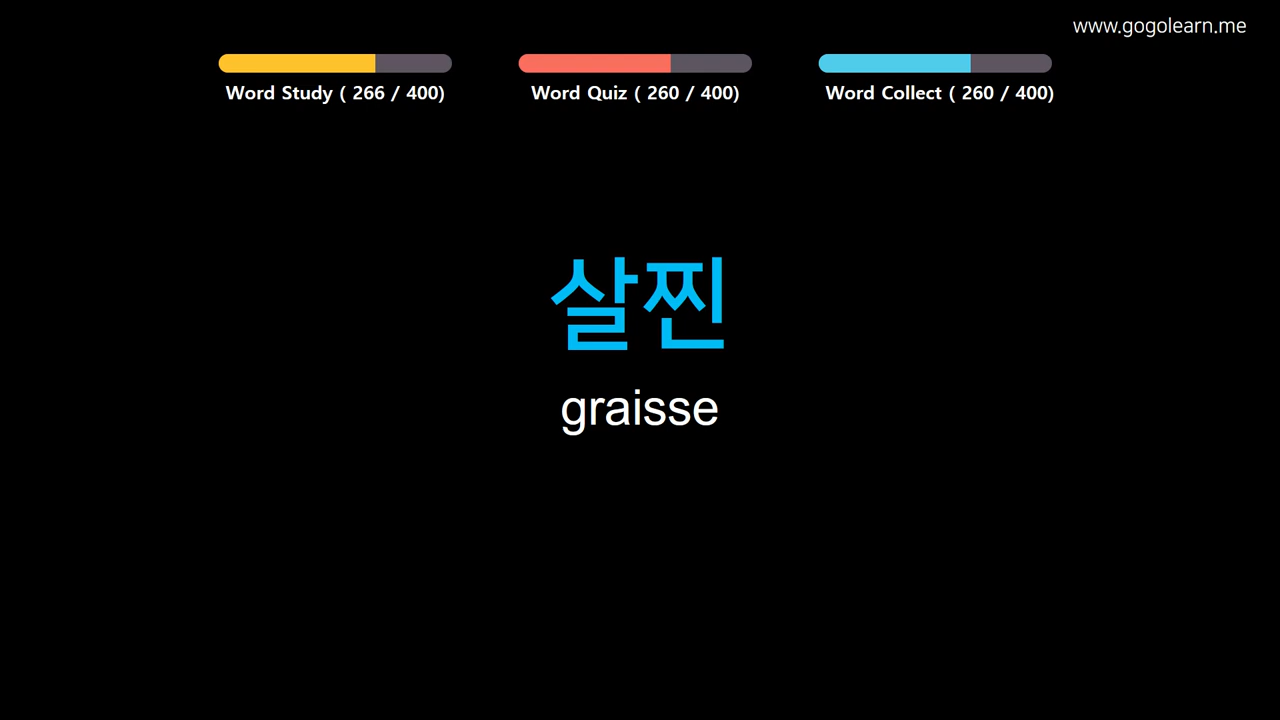 www.gogolearn.me
Word Study ( 266 / 400)
Word Quiz ( 260 / 400)
Word Collect ( 260 / 400)
살찐
graisse